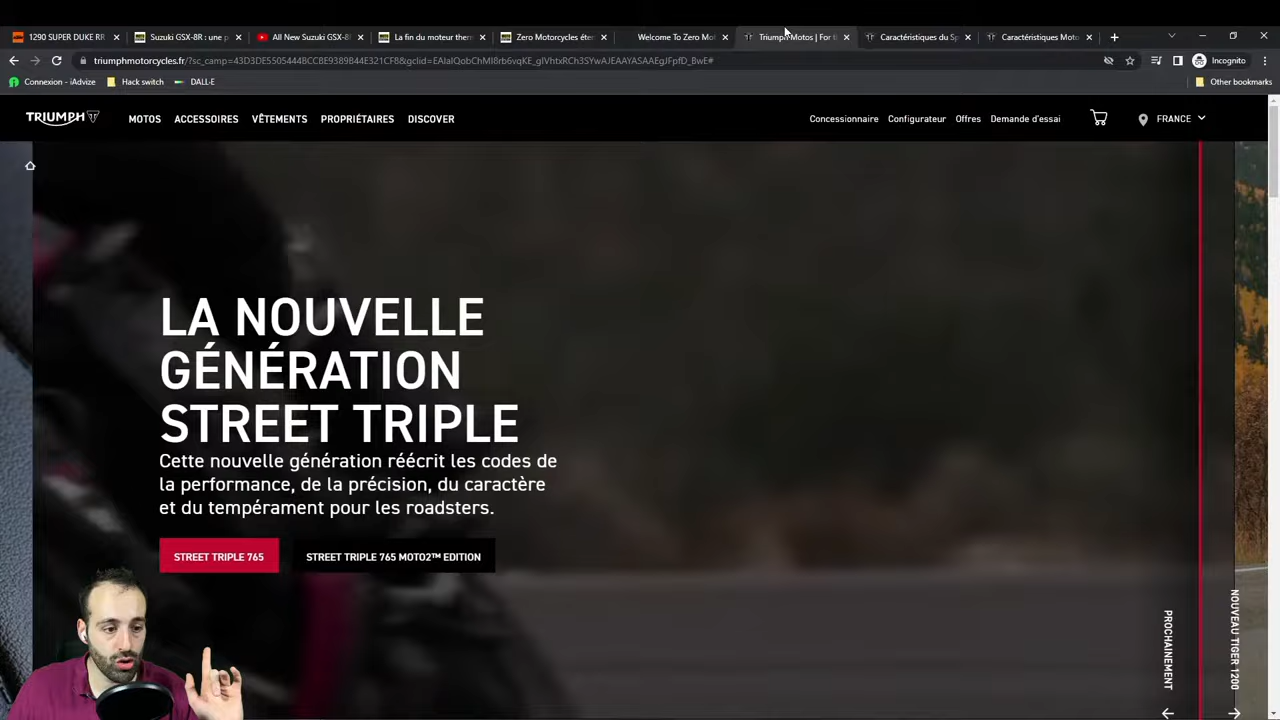 1290 SUPER DUKE RR
Suzuki GSX-8R : une p
All New Suzuki GSX-8
La fin du moteur ther
Zero Motorcycles éter
Welcome To Zero Mot
Triumph Motos | For t
Caractéristiques du Sp
Caractéristiques Moto
triumphmotorcycles.fr/?sc_camp=43D3DE5505444BCCBE9389B44E321CF8&gclid=EAIaIQobChMI8rb6vqKE_gIVhtxRCh3SYwAJEAAYASAAEgJFpfD_BwE#
Incognito
Connexion - iAdvize
Hack switch
DALL·E
Other bookmarks
TRIUMPH
MOTOS
ACCESSOIRES
VÊTEMENTS
PROPRIÉTAIRES
DISCOVER
Concessionnaire
Configurateur
Offres
Demande d'essai
FRANCE
LA NOUVELLE
GÉNÉRATION
STREET TRIPLE
Cette nouvelle génération réécrit les codes de
la performance, de la précision, du caractère
et du tempérament pour les roadsters.
STREET TRIPLE 765
STREET TRIPLE 765 MOTO2™ EDITION
PROCHAINEMENT
NOUVEAU TIGER 1200